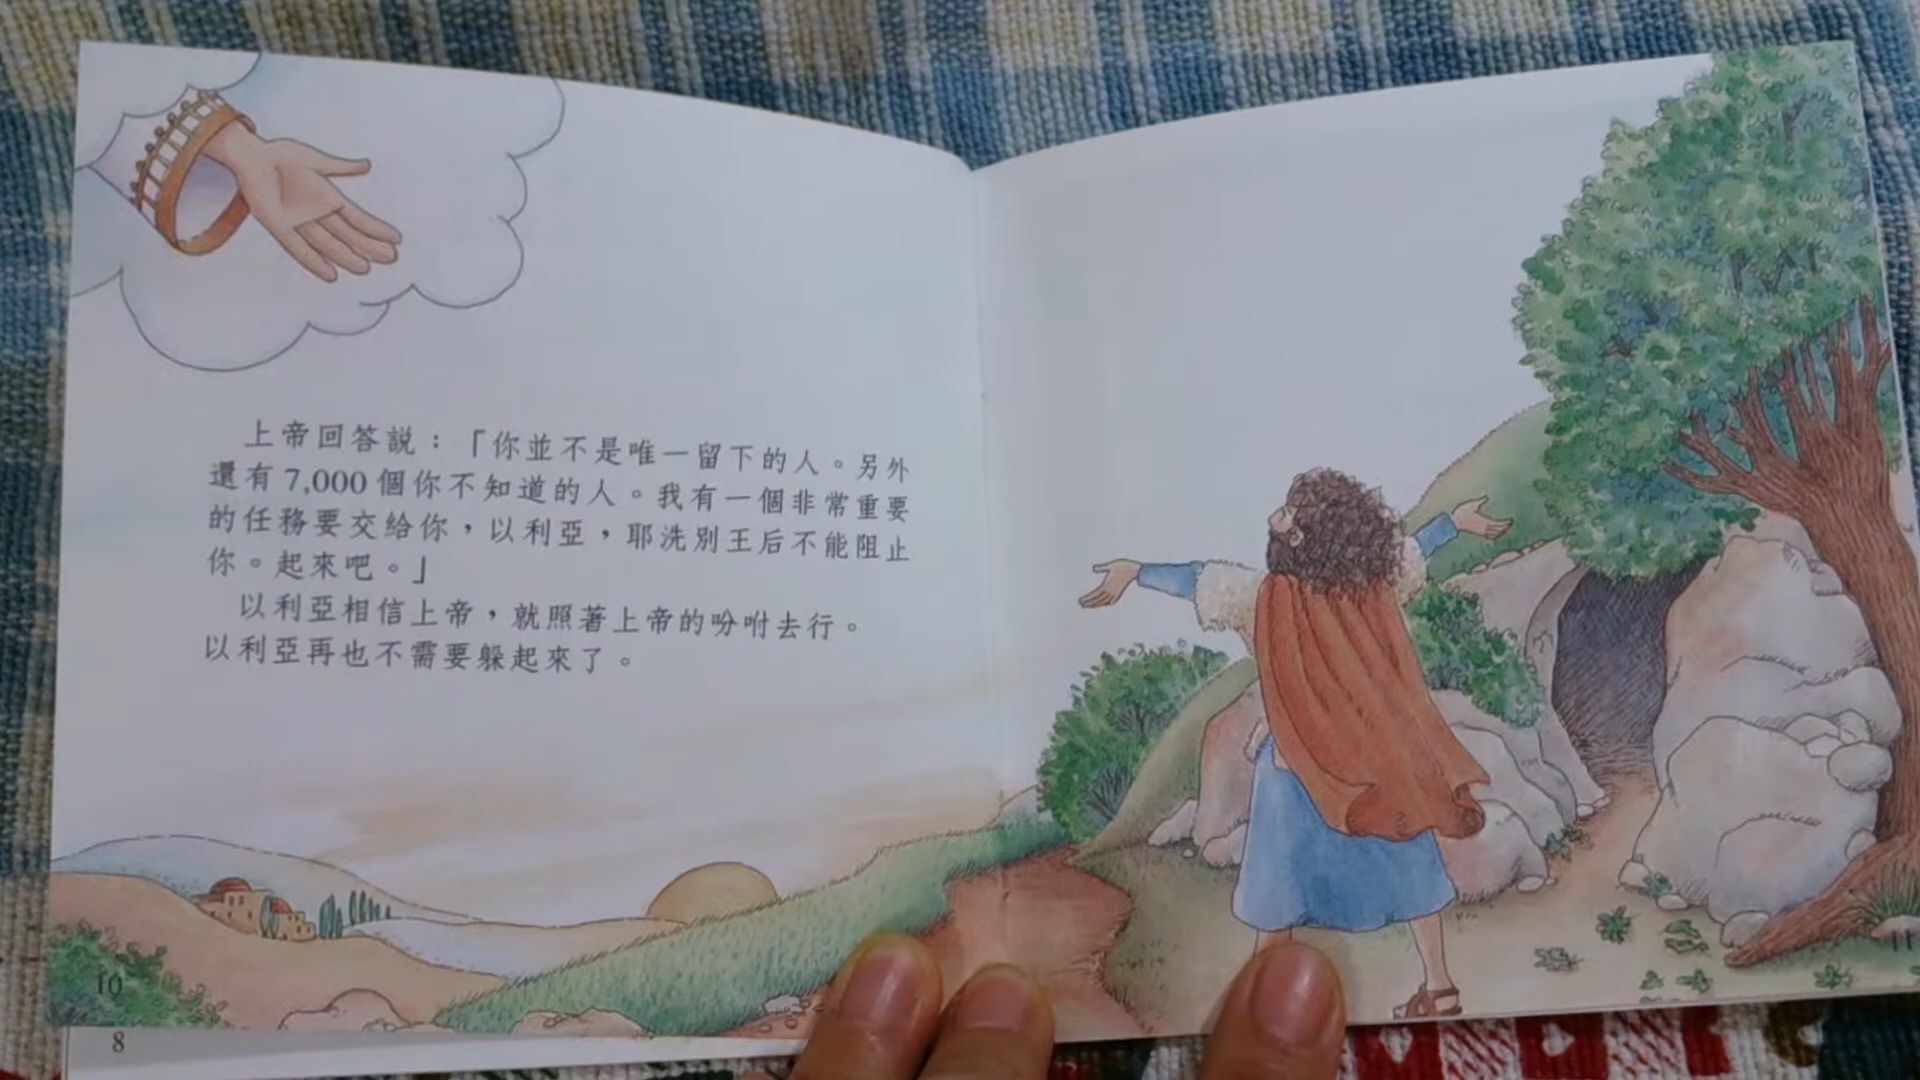 上帝回答說：「你並不是唯一留下的人。另外
還有 7,000 個你不知道的人。我有一個非常重要
的任務要交給你，以利亞，耶洗別王后不能阻止
你。起來吧。」
以利亞相信上帝，就照著上帝的吩咐去行。
以利亞再也不需要躲起來了。
10
11
8